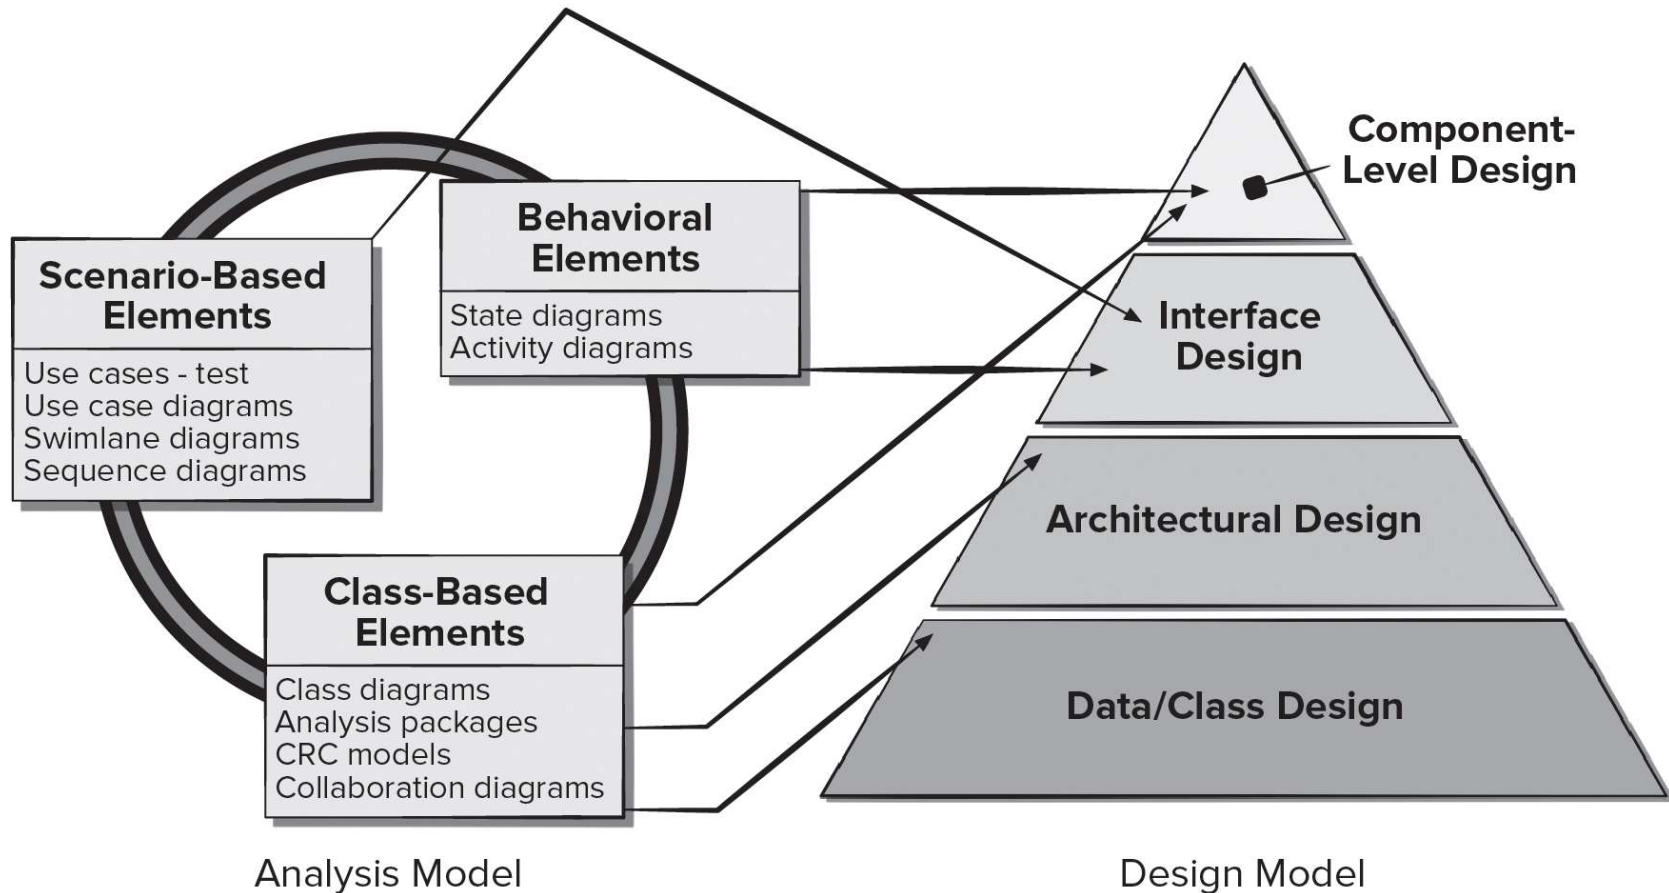 Scenario-Based
Elements
Use cases - test
Use case diagrams
Swimlane diagrams
Sequence diagrams
Behavioral
Elements
State diagrams
Activity diagrams
Class-Based
Elements
Class diagrams
Analysis packages
CRC models
Collaboration diagrams
Analysis Model
Component-
Level Design
Interface
Design
Architectural Design
Data/Class Design
Design Model